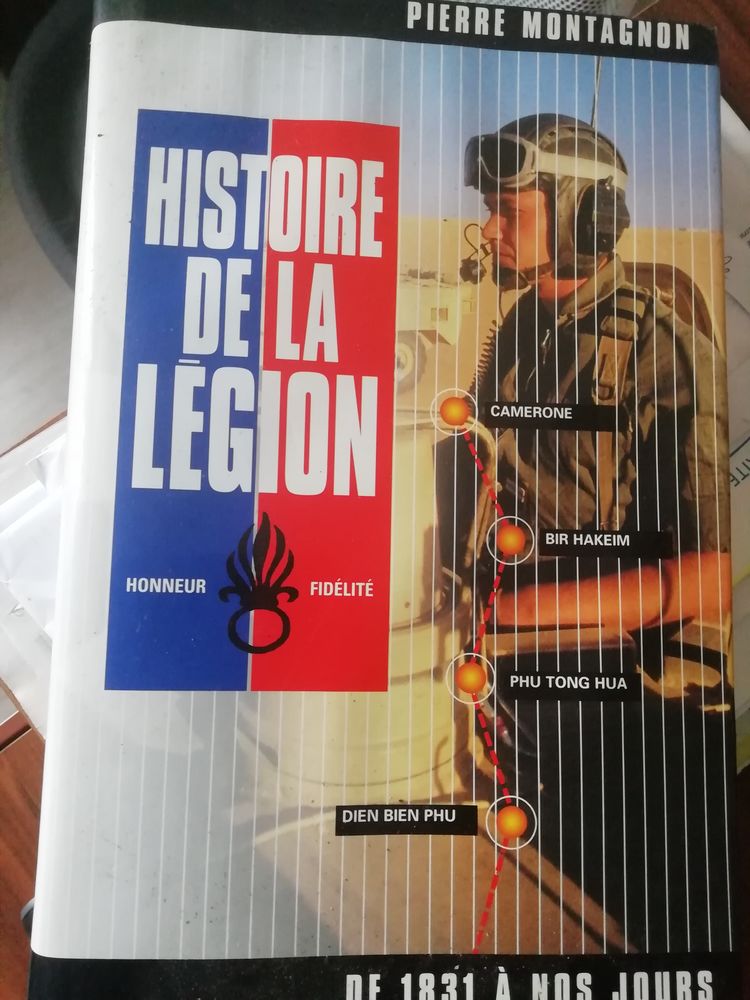 PIERRE MONTAGNON
HISTOIRE
DE LA
LÉGION
HONNEUR FIDÉLITÉ
CAMERONE
BIR HAKEIM
PHU TONG HUA
DIEN BIEN PHU
DE 1831 À NOS JOURS